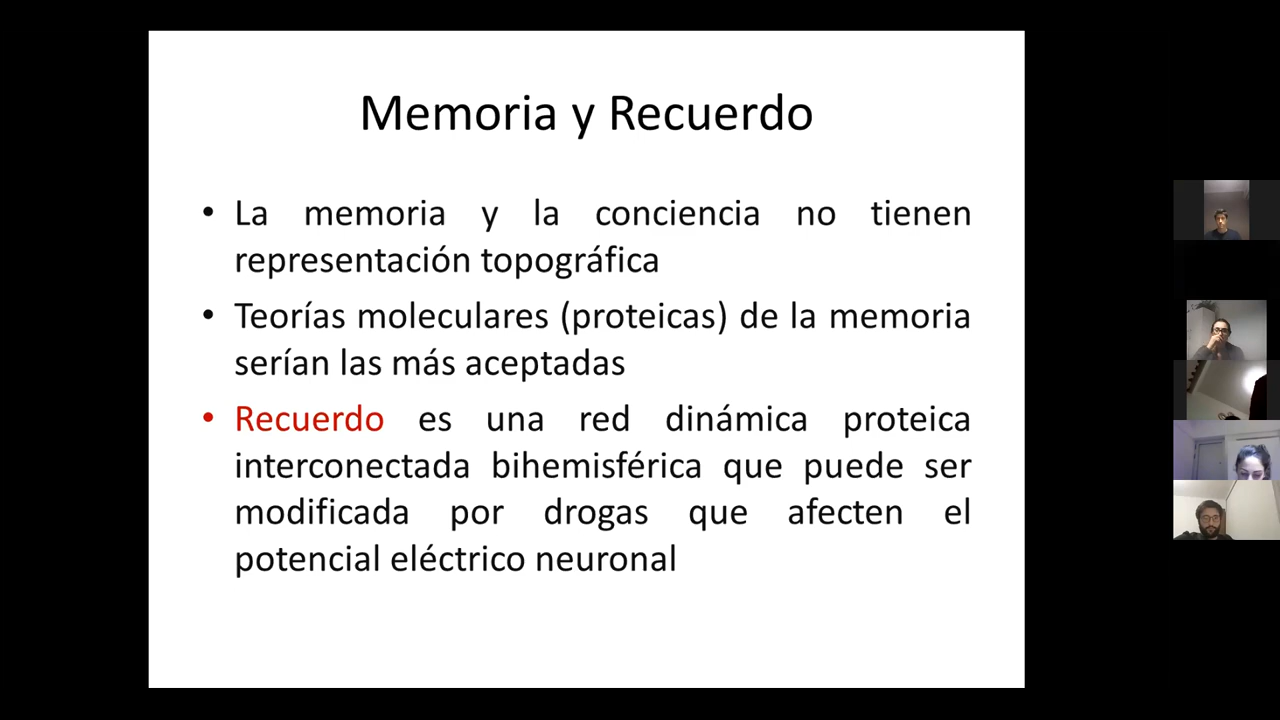 Memoria y Recuerdo
• La memoria y la conciencia no tienen
representación topográfica
• Teorías moleculares (proteicas) de la memoria
serían las más aceptadas
• Recuerdo es una red dinámica proteica
interconectada bihemisférica que puede ser
modificada por drogas que afecten el
potencial eléctrico neuronal